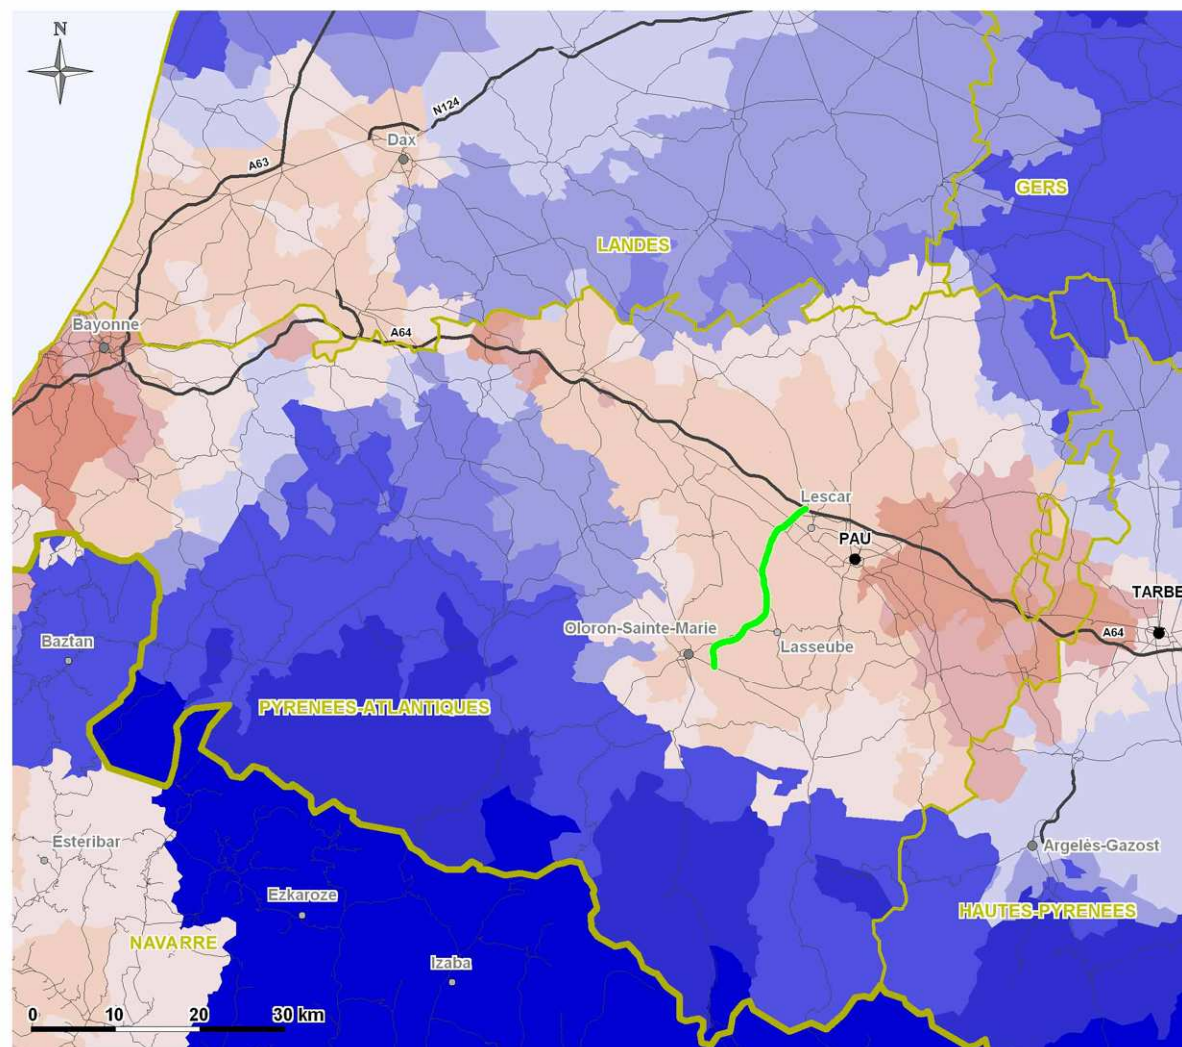 N
N124
Dax
A63
GERS
LANDES
Bayonne
A64
Lescar
PAU
TARBE
Oloron-Sainte-Marie
A64
Baztan
Lasseube
PYRENEES-ATLANTIQUES
Esteribar
Argelès-Gazost
Ezkaroze
HAUTES-PYRENEES
NAVARRE
Izaba
0 10 20 30 km